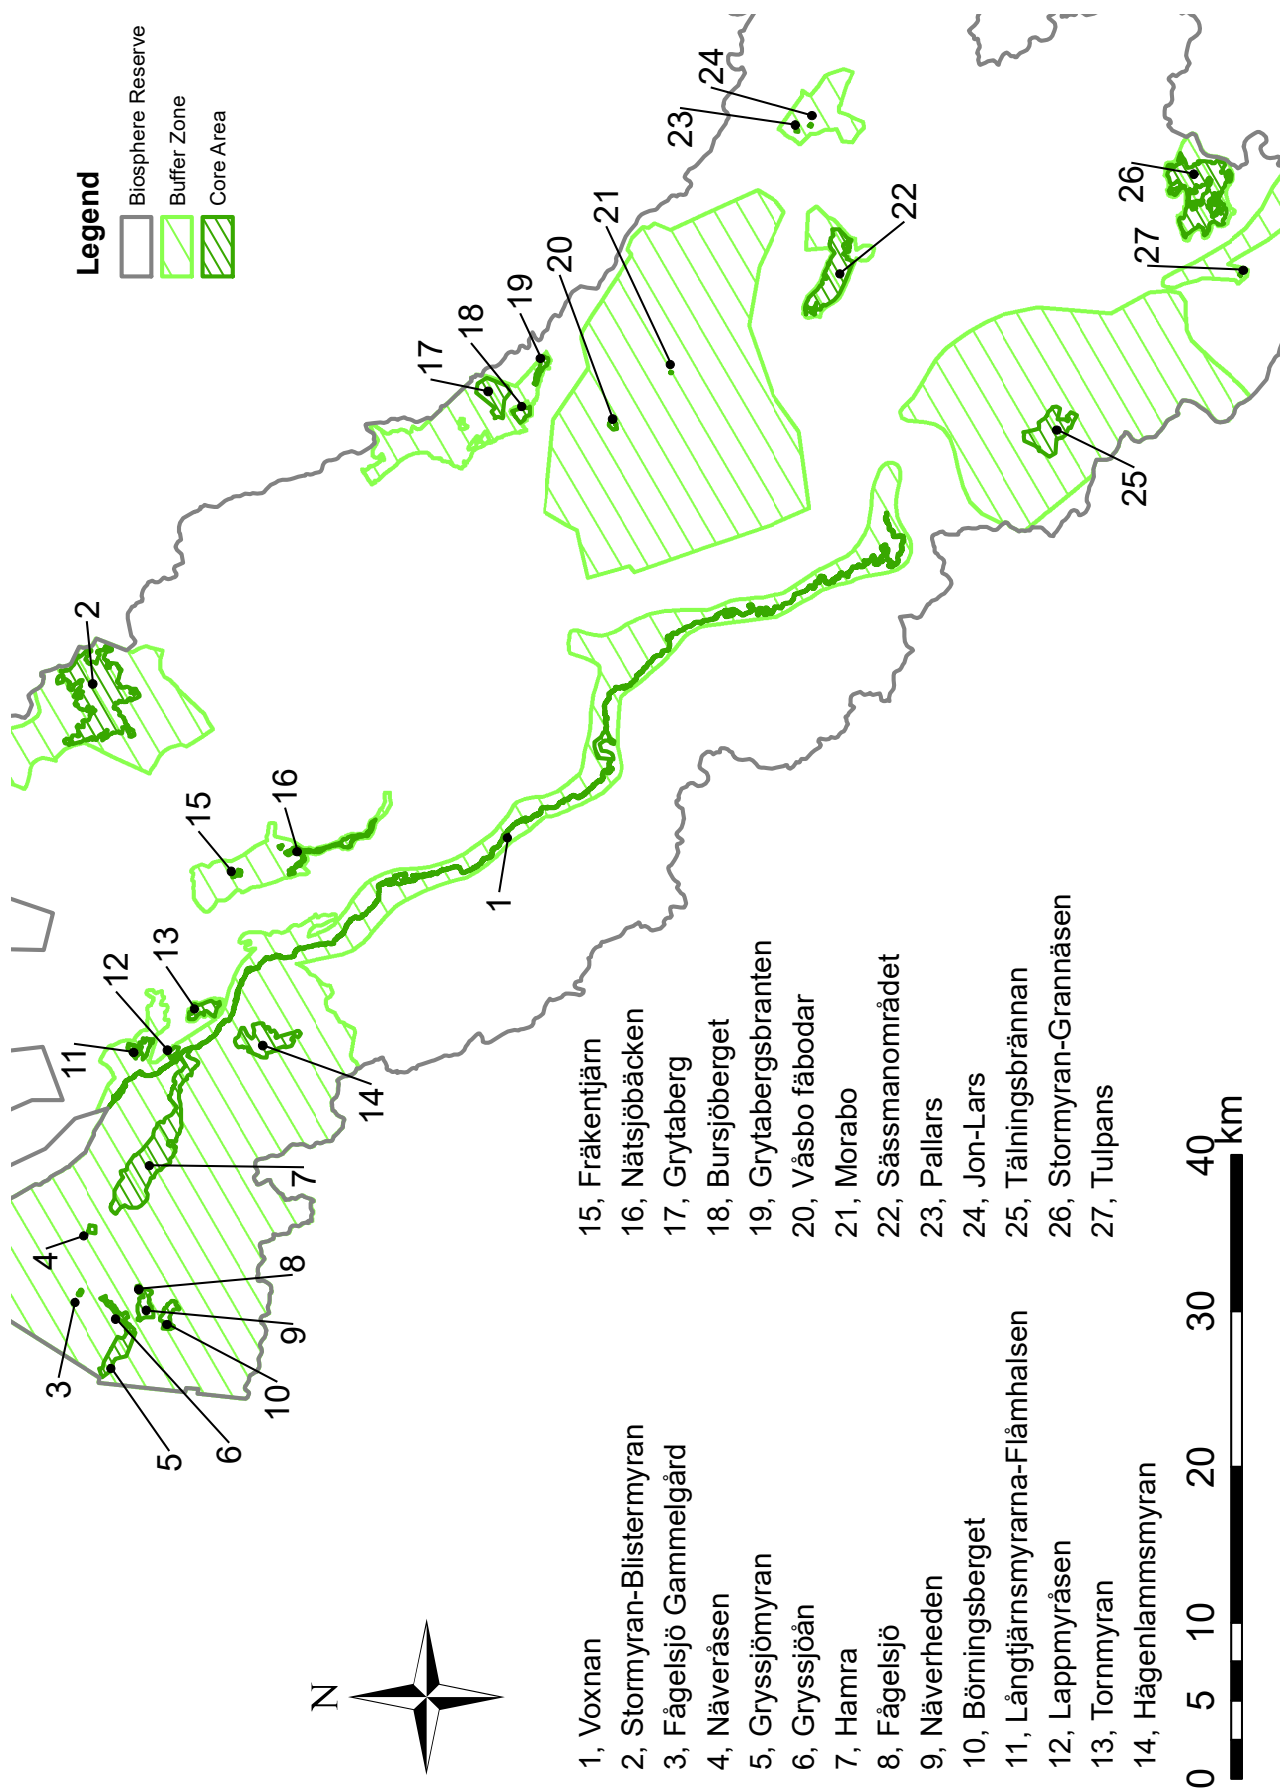 Legend
Biosphere Reserve
Buffer Zone
Core Area
1
2
3
4
5
6
7
8
9
10
11
12
13
14
15
16
17
18
19
20
21
22
23
24
25
26
27
N
1, Voxnan
2, Stormyran-Blistermyran
3, Fågelsjö Gammelgård
4, Näveråsen
5, Gryssjömyran
6, Gryssjöån
7, Hamra
8, Fågelsjö
9, Näverheden
10, Börningsberget
11, Långtjärnsmyrarna-Flåmhalsen
12, Lappmyråsen
13, Tornmyran
14, Hägenlammsmyran
15, Fräkentjärn
16, Nätsjöbäcken
17, Grytaberg
18, Bursjöberget
19, Grytabergsbranten
20, Våsbo fäbodar
21, Morabo
22, Sässmanområdet
23, Pallars
24, Jon-Lars
25, Tälningsbrännan
26, Stormyran-Grannäsen
27, Tulpans
0 5 10 20 30 40
km